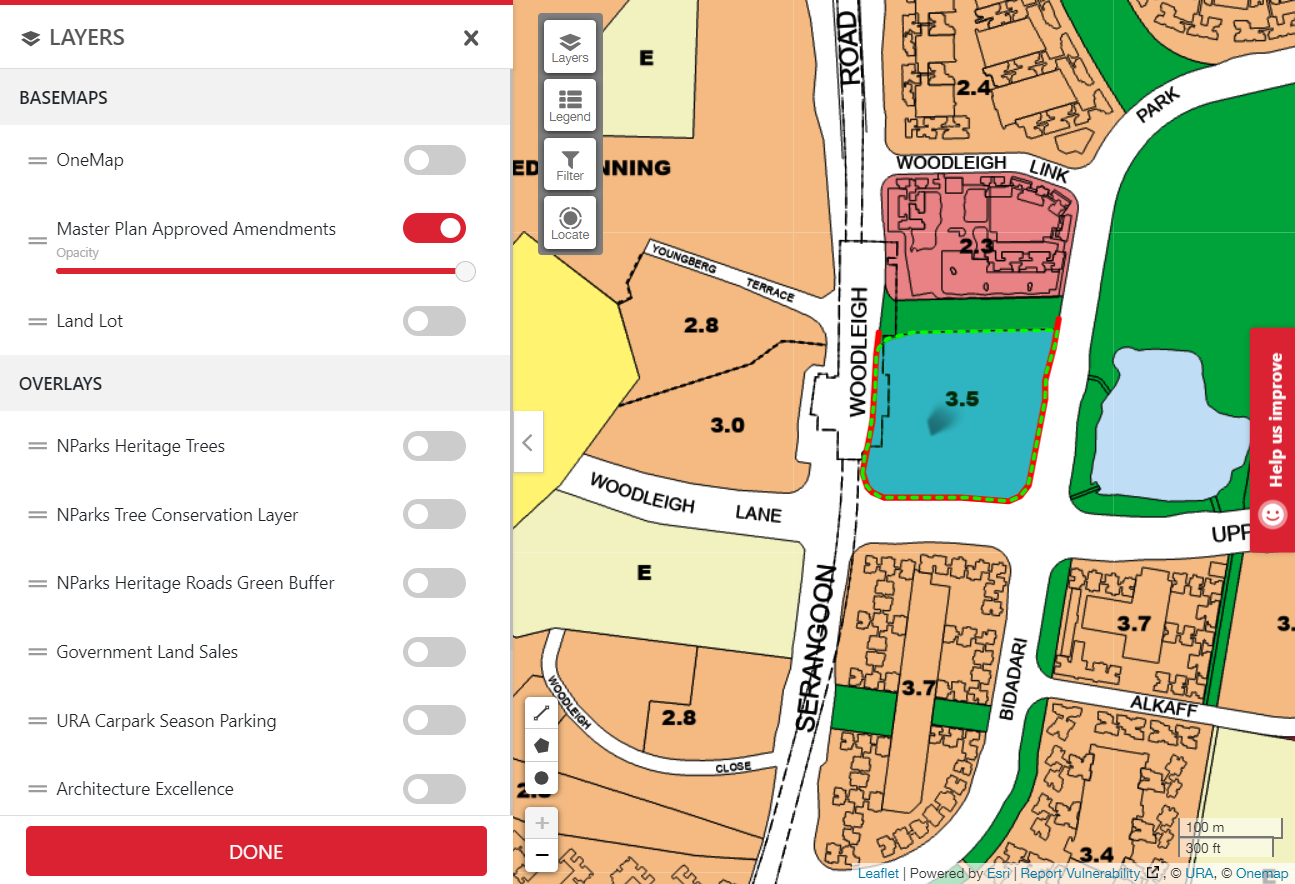 LAYERS
BASEMAPS
OneMap
Master Plan Approved Amendments
Opacity
Land Lot
OVERLAYS
NParks Heritage Trees
NParks Tree Conservation Layer
NParks Heritage Roads Green Buffer
Government Land Sales
URA Carpark Season Parking
Architecture Excellence
DONE
Layers
Legend
Filter
Locate
ROAD
E
2.4
PARK
WOODLEIGH LINK
2.3
YOUNGBERG TERRACE
2.8
WOODLEIGH
3.5
3.0
Help us improve
WOODLEIGH LANE
E
SERANGOON
3.7
BIDADARI
3.7
ALKAFF
WOODLEIGH
CLOSE
2.8
3.7
3.4
100 m
300 ft
Leaflet | Powered by Esri | Report Vulnerability , © URA, © Onemap